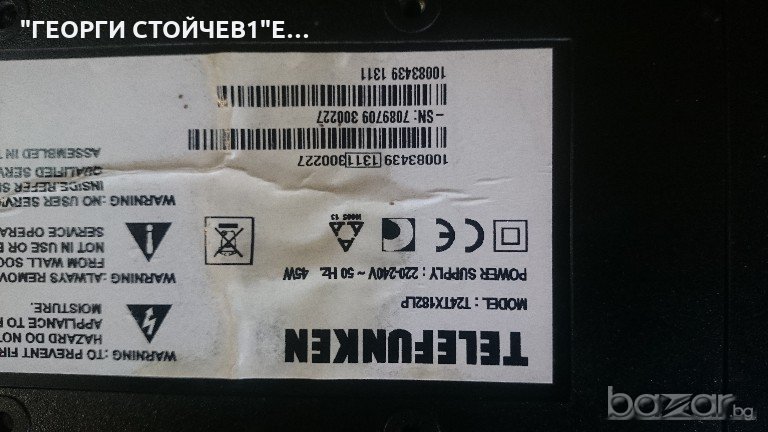 "ГЕОРГИ СТОЙЧЕВ1"Е...
TELEFUNKEN
MODEL : T24TX182LP
POWER SUPPLY : 220-240V ~ 50 Hz. 45W
10083439 1311 300227
-SN: 7089709 300227
10083439 1311
WARNING :TO PREVENT FIR
HAZARD DO NOT
APPLIANCE TO
MOISTURE.
WARNING :ALWAYS REMOV
FROM WALL SOC
NOT IN USE OR
SERVICE OPERA
WARNING :NO USER SERVI
INSIDE.REFER
QUALIFIED SERV
ASSEMBLED IN
bazar.bg